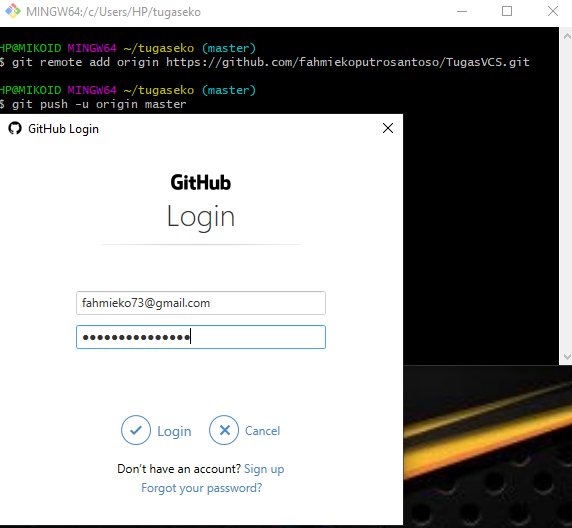 MINGW64:/c/Users/HP/tugaseko
HP@MIKOID MINGW64 ~/tugaseko (master)
$ git remote add origin https://github.com/fahmiekoputrosantoso/TugasVCS.git
HP@MIKOID MINGW64 ~/tugaseko (master)
$ git push -u origin master
GitHub Login
GitHub
Login
fahmieko73@gmail.com
●●●●●●●●●●●●●●●
Login Cancel
Don't have an account? Sign up
Forgot your password?